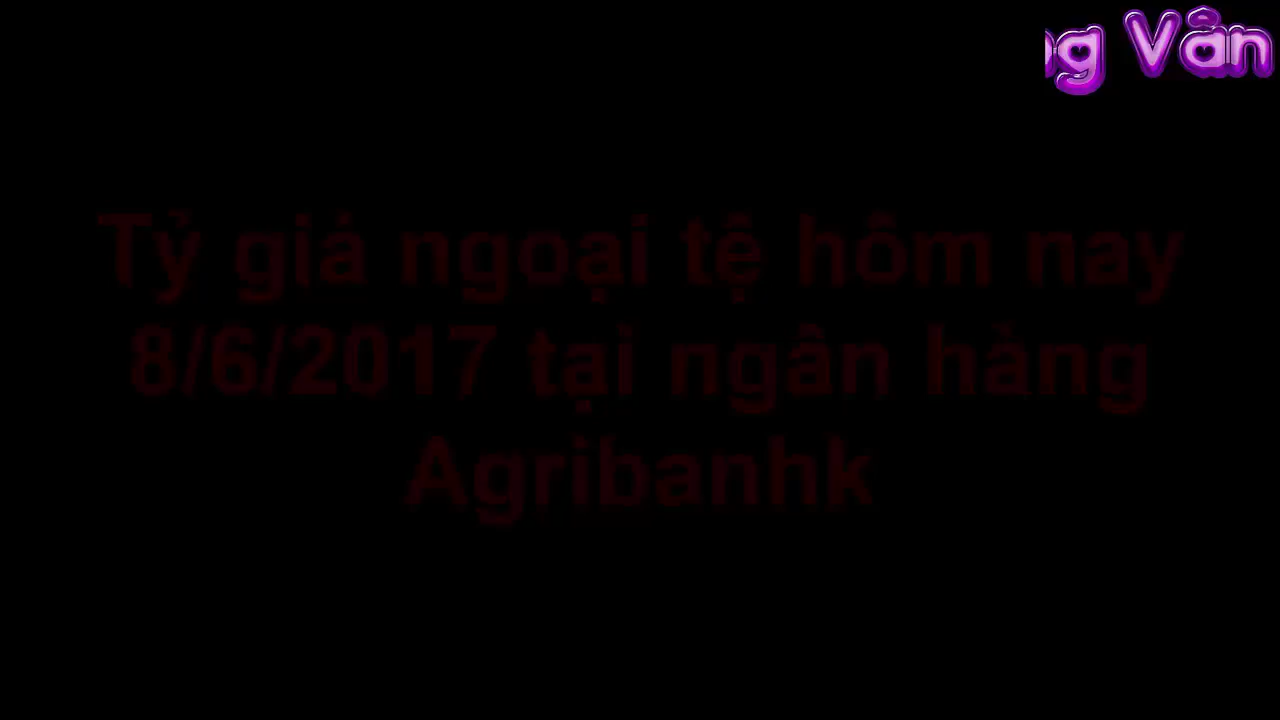 Vân
Tỷ giá ngoại tệ hôm nay
8/6/2017 tại ngân hàng
Agribanhk